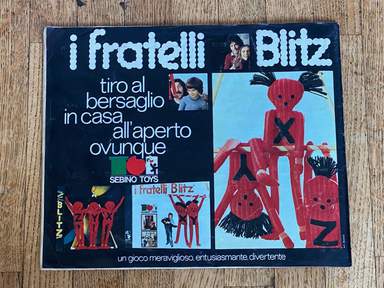 i fratelli Blitz
tiro al
bersaglio
in casa
all'aperto
ovunque
SEBINO TOYS
BLITZ
Z Y X
i fratelli Blitz
X
Y
Z
un gioco meraviglioso, entusiasmante, divertente